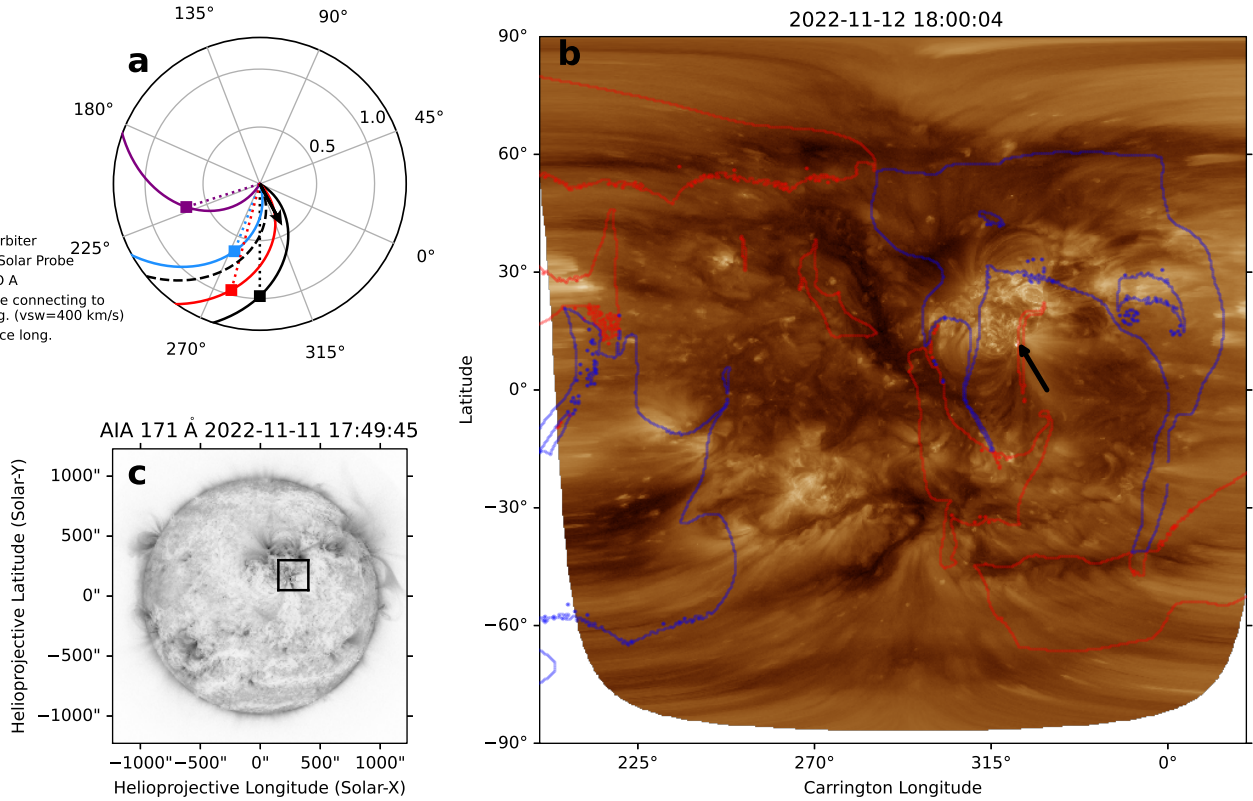 135°
90°
a
180°
1.0
45°
0.5
rbiter
225°
Solar Probe
0°
0 A
e connecting to
g. (vsw=400 km/s)
ce long.
270°
315°
AIA 171 Å 2022-11-11 17:49:45
c
1000"
500"
0"
−500"
−1000"
Helioprojective Latitude (Solar-Y)
−1000"
−500"
0"
500"
1000"
Helioprojective Longitude (Solar-X)
2022-11-12 18:00:04
b
90°
60°
30°
0°
−30°
−60°
−90°
Latitude
225°
270°
315°
0°
Carrington Longitude